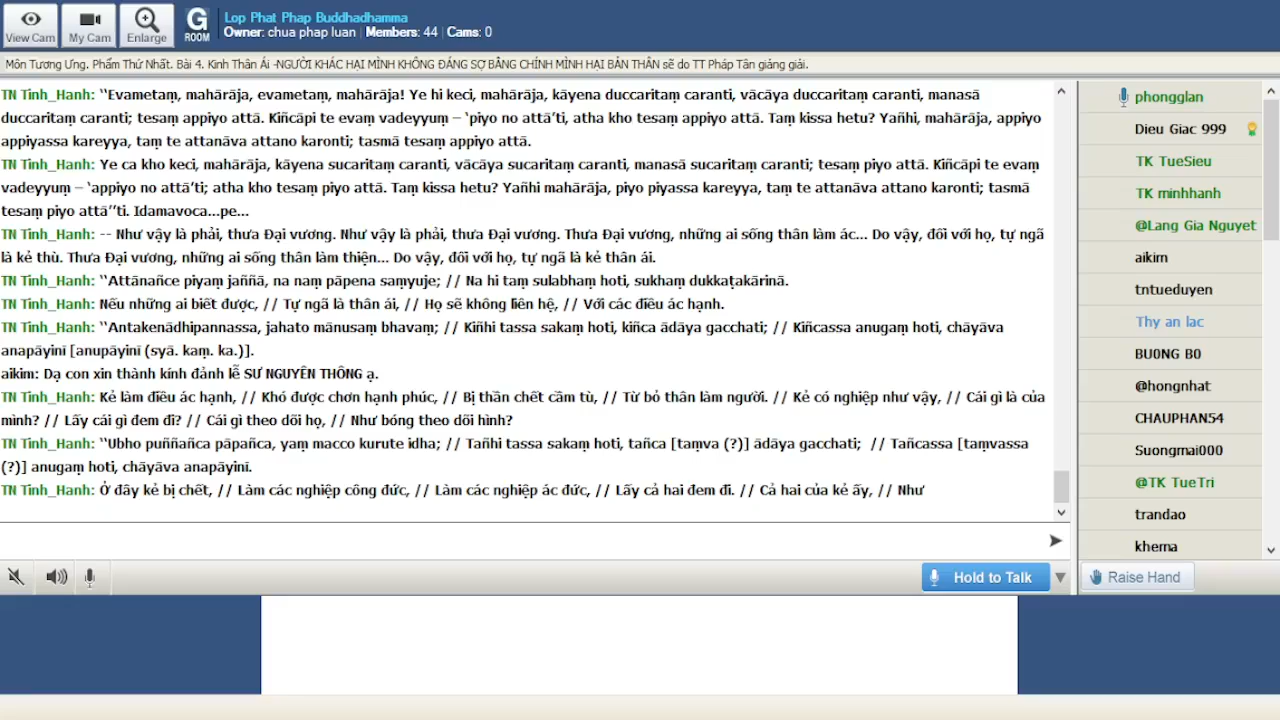 View Cam
My Cam
Enlarge
G
ROOM
Lop Phat Phap Buddhadhamma
Owner: chua phap luan | Members: 44 | Cams: 0
Môn Tương Ưng. Phẩm Thứ Nhất. Bài 4. Kinh Thân Ái -NGƯỜI KHÁC HẠI MÌNH KHÔNG ĐÁNG SỢ BẰNG CHÍNH MÌNH HẠI BẢN THÂN sẽ do TT Pháp Tân giảng giải.
TN Tinh_Hanh: ‘‘Evametaṃ, mahārāja, evametaṃ, mahārāja! Ye hi keci, mahārāja, kāyena duccaritaṃ caranti, vācāya duccaritaṃ caranti, manasā
duccaritaṃ caranti; tesaṃ appiyo attā. Kiñcāpi te evaṃ vadeyyuṃ – ‘piyo no attā’ti, atha kho tesaṃ appiyo attā. Taṃ kissa hetu? Yañhi, mahārāja, appiyo
appiyassa kareyya, taṃ te attanāva attano karonti; tasmā tesaṃ appiyo attā.
TN Tinh_Hanh: Ye ca kho keci, mahārāja, kāyena sucaritaṃ caranti, vācāya sucaritaṃ caranti, manasā sucaritaṃ caranti; tesaṃ piyo attā. Kiñcāpi te evaṃ
vadeyyuṃ – ‘appiyo no attā’ti; atha kho tesaṃ piyo attā. Taṃ kissa hetu? Yañhi mahārāja, piyo piyassa kareyya, taṃ te attanāva attano karonti; tasmā
tesaṃ piyo attā’’ti. Idamavoca...pe...
TN Tinh_Hanh: -- Như vậy là phải, thưa Đại vương. Như vậy là phải, thưa Đại vương. Thưa Đại vương, những ai sống thân làm ác... Do vậy, đối với họ, tự ngã
là kẻ thù. Thưa Đại vương, những ai sống thân làm thiện... Do vậy, đối với họ, tự ngã là kẻ thân ái.
TN Tinh_Hanh: ‘‘Attānañce piyaṃ jaññā, na naṃ pāpena saṃyuje; // Na hi taṃ sulabhaṃ hoti, sukhaṃ dukkaṭakārinā.
TN Tinh_Hanh: Nếu những ai biết được, // Tự ngã là thân ái, // Họ sẽ không liên hệ, // Với các điều ác hạnh.
TN Tinh_Hanh: ‘‘Antakenādhipannassa, jahato mānusaṃ bhavaṃ; // Kiñhi tassa sakaṃ hoti, kiñca ādāya gacchati; // Kiñcassa anugaṃ hoti, chāyāva
anapāyinī [anupāyinī (syā. kaṃ. ka.)].
aikim: Dạ con xin thành kính đảnh lễ SƯ NGUYÊN THÔNG ạ.
TN Tinh_Hanh: Kẻ làm điều ác hạnh, // Khó được chơn hạnh phúc, // Bị thần chết cầm tù, // Từ bỏ thân làm người. // Kẻ có nghiệp như vậy, // Cái gì là của
mình? // Lấy cái gì đem đi? // Cái gì theo dõi họ, // Như bóng theo dõi hình?
TN Tinh_Hanh: ‘‘Ubho puññañca pāpañca, yaṃ macco kurute idha; // Tañhi tassa sakaṃ hoti, tañca [taṃva (?)] ādāya gacchati; // Tañcassa [taṃvassa
(?)] anugaṃ hoti, chāyāva anapāyinī.
TN Tinh_Hanh: Ở đây kẻ bị chết, // Làm các nghiệp công đức, // Làm các nghiệp ác đức, // Lấy cả hai đem đi. // Cả hai của kẻ ấy, // Như
phongglan
Dieu Giac 999
TK TueSieu
TK minhhanh
@Lang Gia Nguyet
aikim
tntueduyen
Thy an lac
BU0NG B0
@hongnhat
CHAUPHAN54
Suongmai000
@TK TueTri
trandao
khema
Hold to Talk
Raise Hand